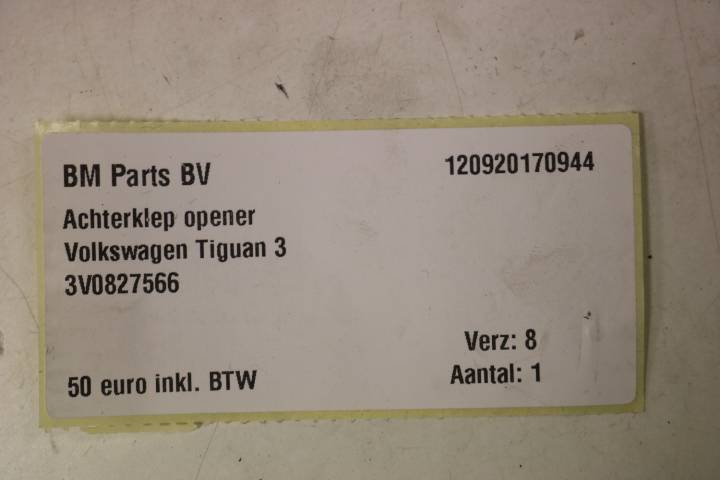 BM Parts BV 120920170944
Achterklep opener
Volkswagen Tiguan 3
3V0827566
Verz: 8
50 euro inkl. BTW Aantal: 1